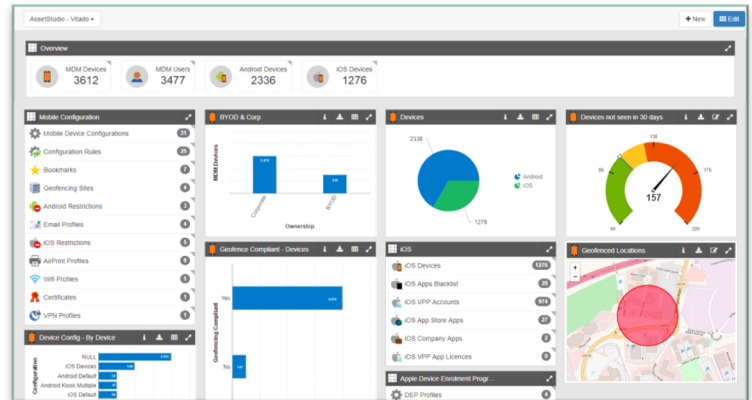 AssetStudio - Vitado
New
Edit
Overview
MDM Devices
3612
MDM Users
3477
Android Devices
2336
iOS Devices
1276
Mobile Configuration
Mobile Device Configurations 31
Configuration Rules 25
Bookmarks 7
Geofencing Sites 4
Android Restrictions 3
Email Profiles 4
iOS Restrictions 5
AirPrint Profiles 9
Wifi Profiles 5
Certificates 1
VPN Profiles 1
BYOD & Corp
MDM Devices
Corporate
BYOD
Ownership
Devices
2336
1276
Android
iOS
Devices not seen in 30 days
130
175
220
157
Geofence Compliant - Devices
Geofencing Compliant
Yes
No
iOS
iOS Devices 1276
iOS Apps Blacklist 29
iOS VPP Accounts 974
iOS App Store Apps 27
iOS Company Apps 2
iOS VPP App Licences
Geofenced Locations
Device Config - By Device
Configuration
NULL
iOS Devices
Android Default
Android Kiosk Multiple
iOS Default
Apple Device Enrolment Progr...
DEP Profiles 4